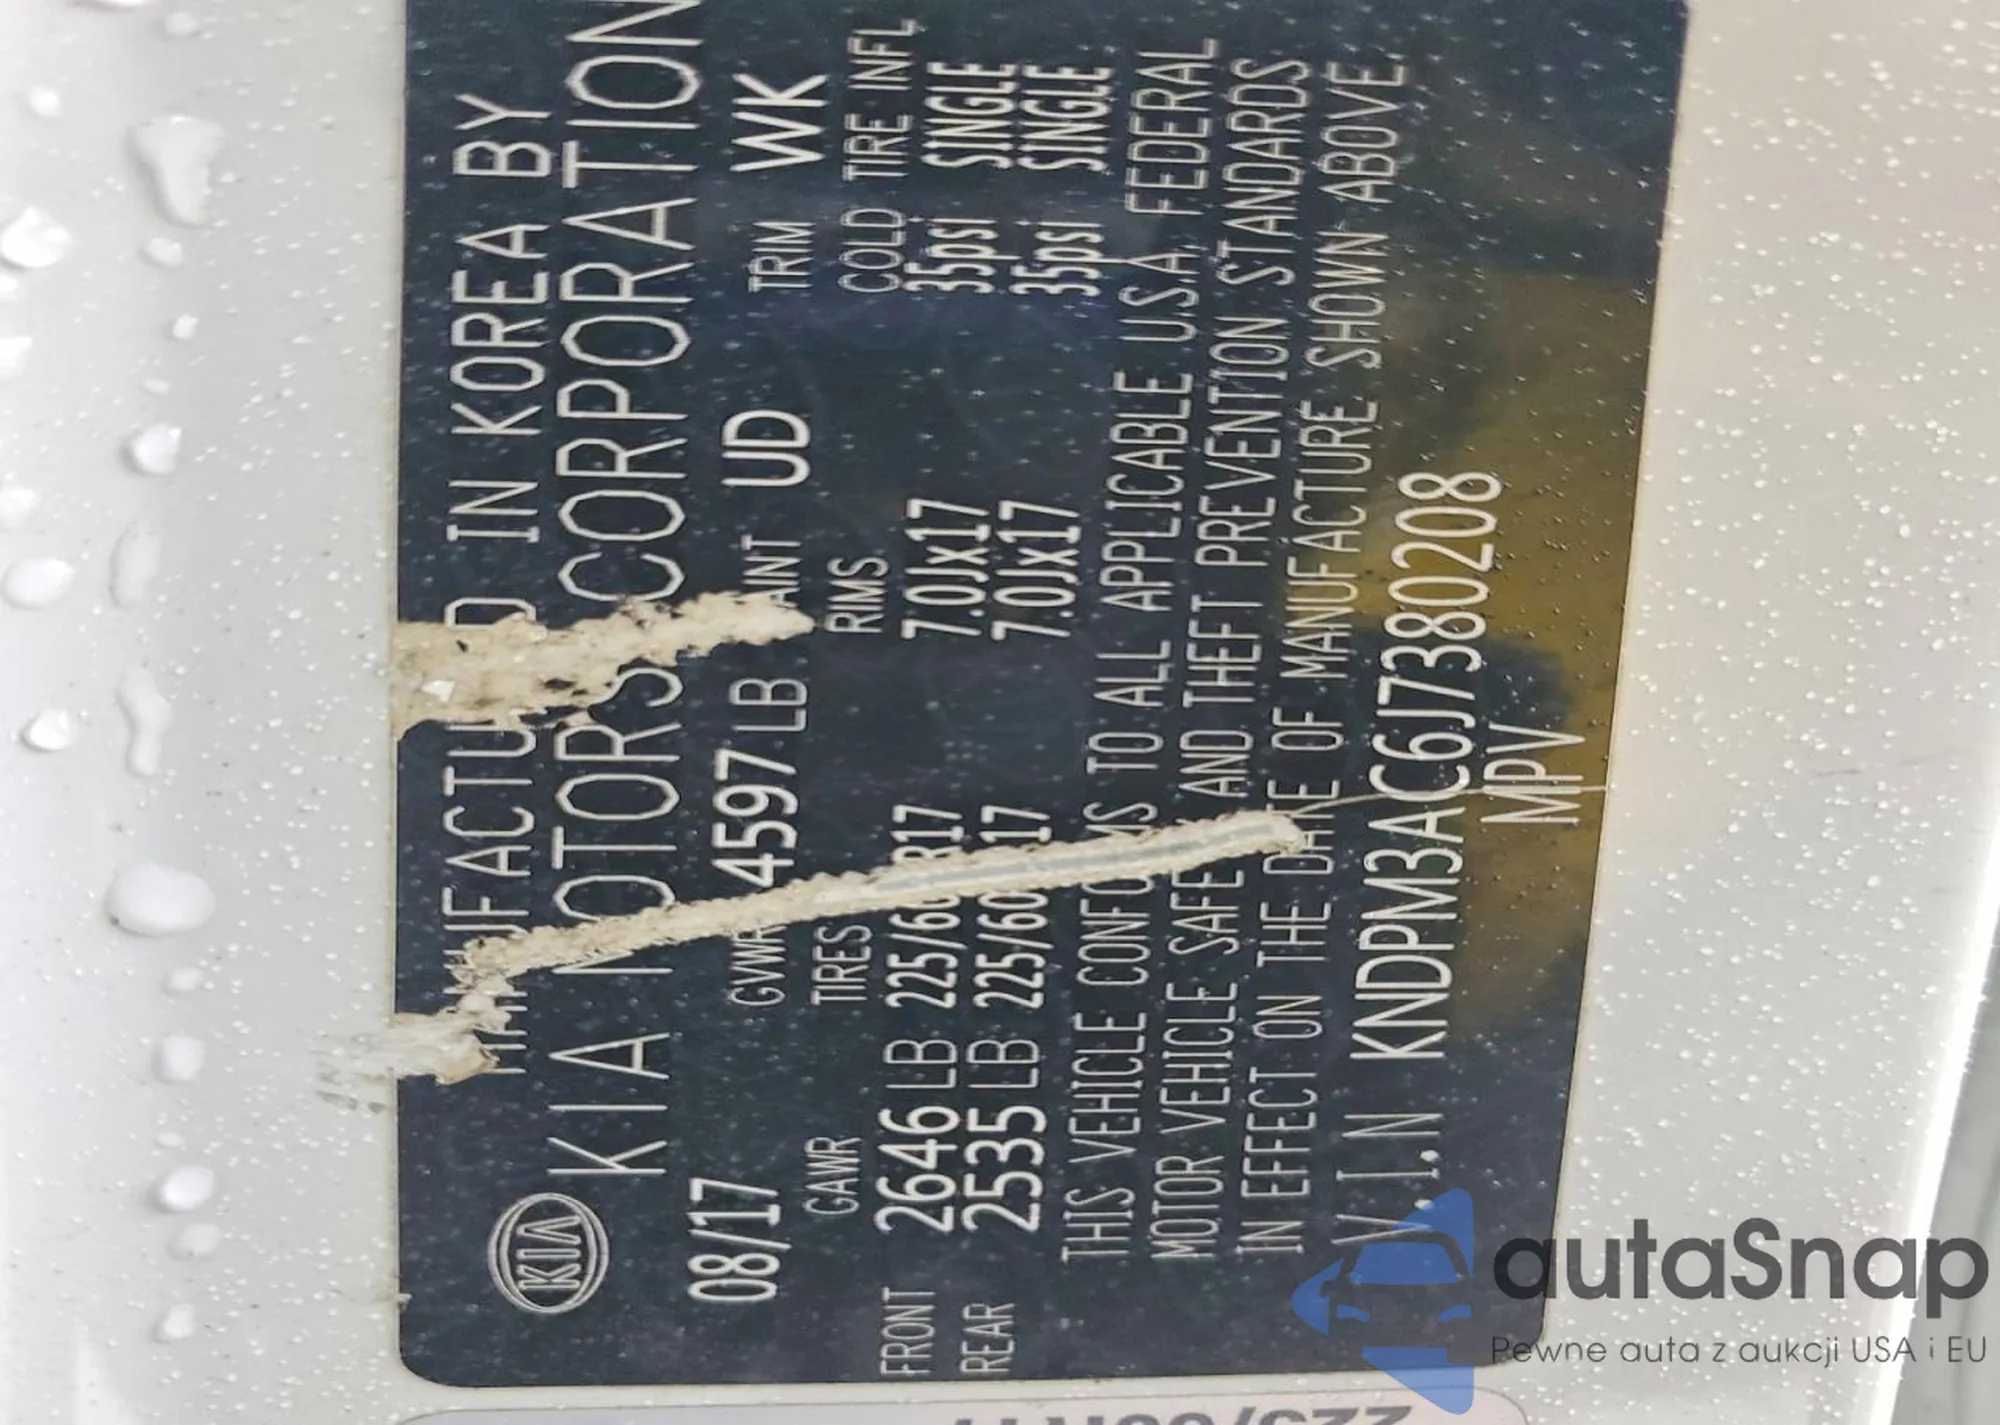 KIA
MANUFACTURED IN KOREA BY
KIA MOTORS CORPORATION
08/17 GVWR 4597 LB PAINT UD TRIM WK
GAWR TIRES RIMS COLD TIRE INFL
FRONT 2646 LB 225/60R17 7.0Jx17 35psi SINGLE
REAR 2535 LB 225/60R17 7.0Jx17 35psi SINGLE
THIS VEHICLE CONFORMS TO ALL APPLICABLE U.S.A. FEDERAL
MOTOR VEHICLE SAFETY AND THEFT PREVENTION STANDARDS
IN EFFECT ON THE DATE OF MANUFACTURE SHOWN ABOVE.
V.I.N KNDPM3AC6J7380208
MPV
autaSnap
Pewne auta z aukcji USA i EU